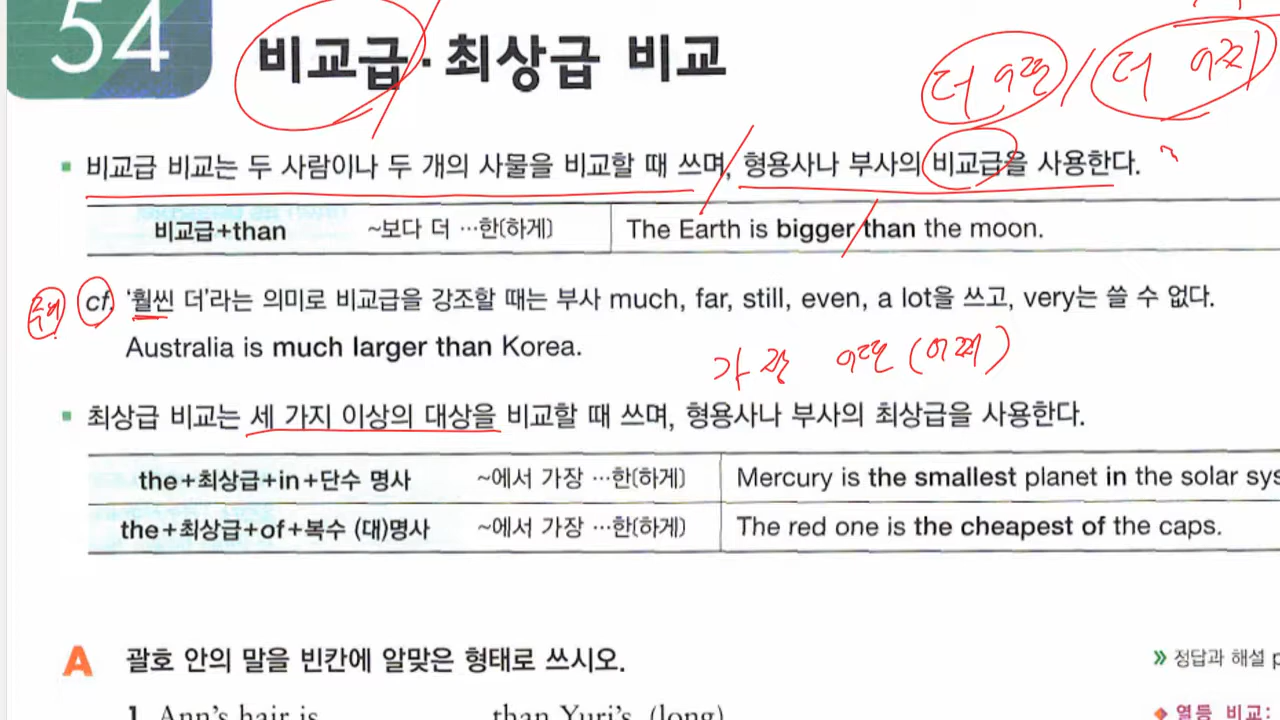 54 비교급·최상급 비교
더 어떤 / 더 어찌
비교급 비교는 두 사람이나 두 개의 사물을 비교할 때 쓰며, 형용사나 부사의 비교급을 사용한다.
비교급+than ~보다 더 …한(하게) The Earth is bigger than the moon.
cf. ‘훨씬 더’라는 의미로 비교급을 강조할 때는 부사 much, far, still, even, a lot을 쓰고, very는 쓸 수 없다.
Australia is much larger than Korea.
가장 어떤 (어찌)
최상급 비교는 세 가지 이상의 대상을 비교할 때 쓰며, 형용사나 부사의 최상급을 사용한다.
the+최상급+in+단수 명사 ~에서 가장 …한(하게) Mercury is the smallest planet in the solar sys
the+최상급+of+복수 (대)명사 ~에서 가장 …한(하게) The red one is the cheapest of the caps.
A 괄호 안의 말을 빈칸에 알맞은 형태로 쓰시오.
» 정답과 해설 p
1 Ann’s hair is than Yuri’s. (long)
열등 비교: